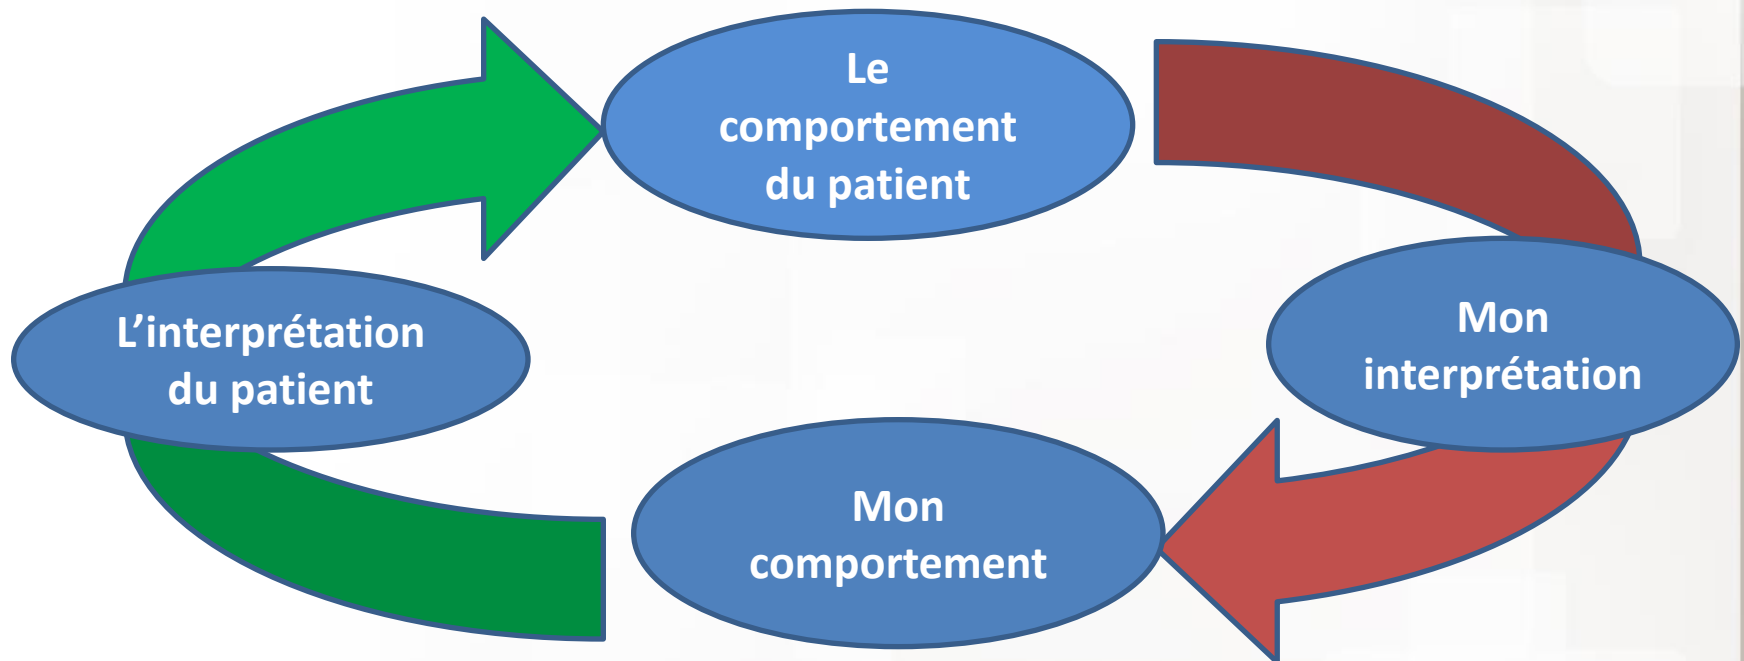 Le
comportement
du patient
L’interprétation
du patient
Mon
interprétation
Mon
comportement